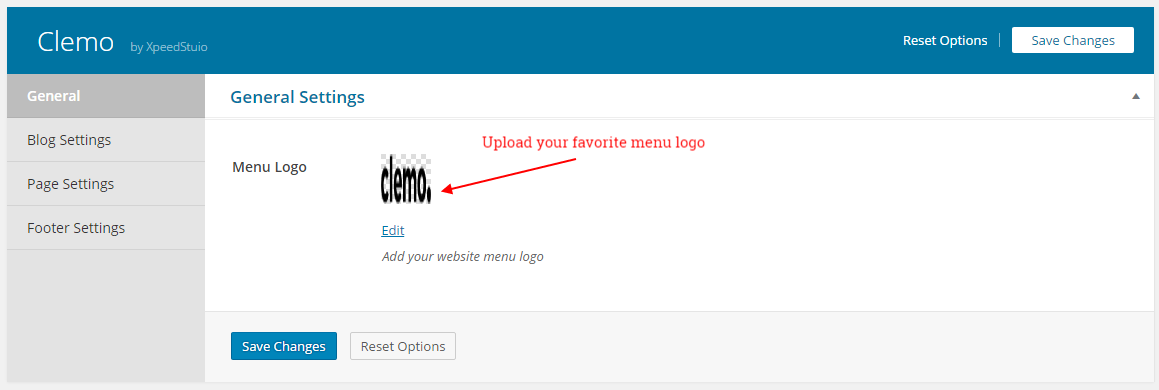 Clemo by XpeedStuio
Reset Options Save Changes
General
Blog Settings
Page Settings
Footer Settings
General Settings
Upload your favorite menu logo
Menu Logo
clemo.
Edit
Add your website menu logo
Save Changes Reset Options